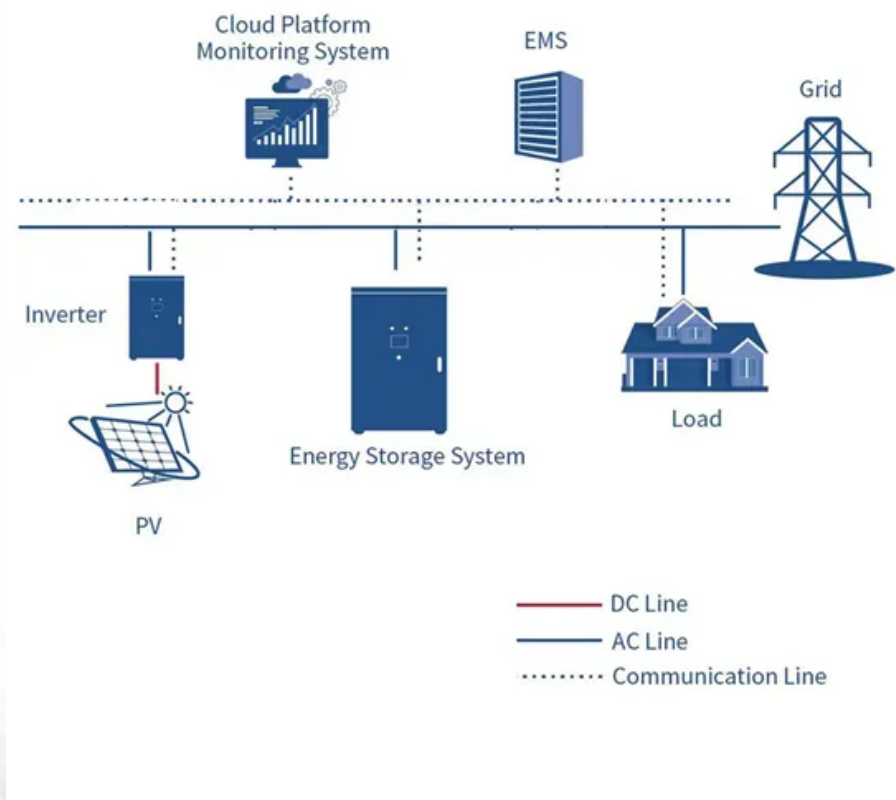 Cloud Platform
Monitoring System
EMS
Grid
Inverter
Load
Energy Storage System
PV
DC Line
AC Line
Communication Line